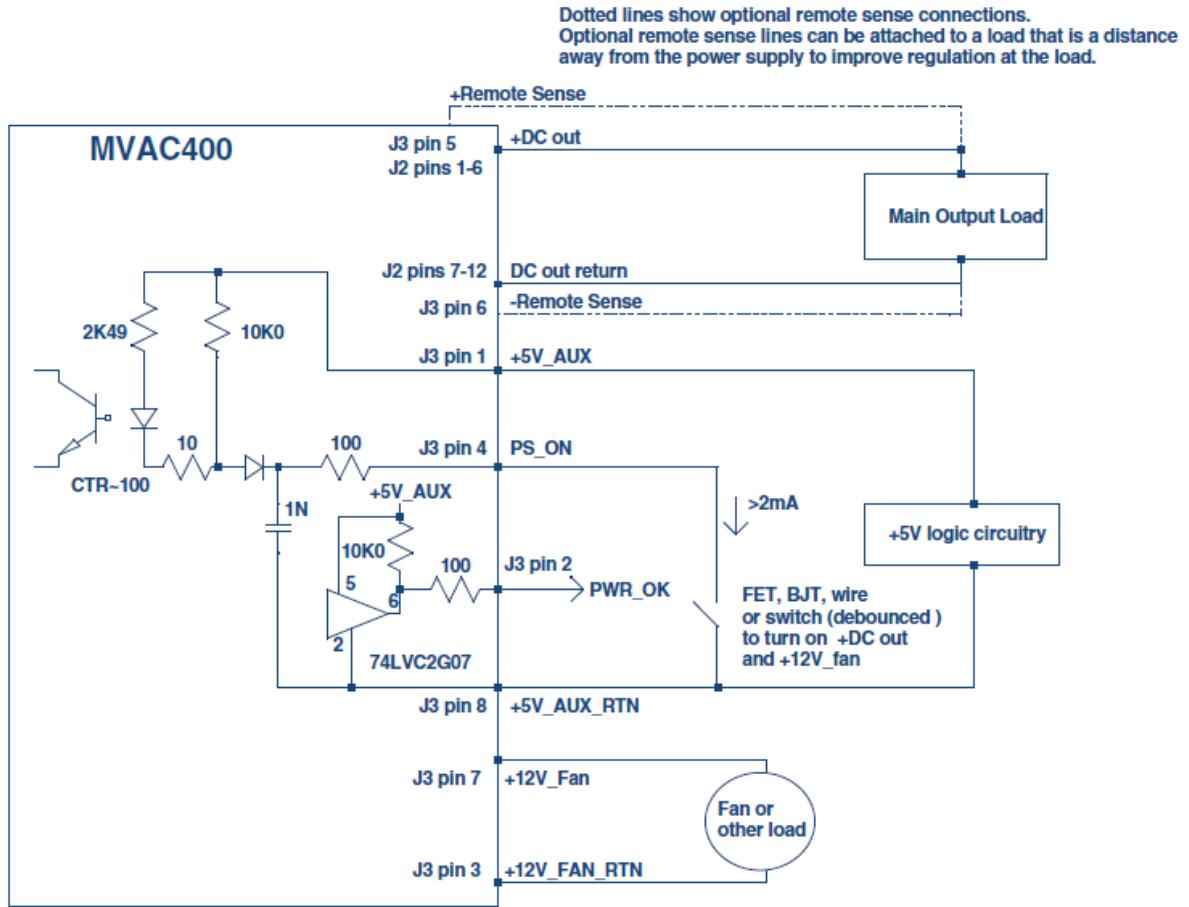 Dotted lines show optional remote sense connections.
Optional remote sense lines can be attached to a load that is a distance
away from the power supply to improve regulation at the load.
+Remote Sense
MVAC400
J3 pin 5
+DC out
J2 pins 1-6
Main Output Load
J2 pins 7-12
DC out return
J3 pin 6
-Remote Sense
2K49
10K0
J3 pin 1
+5V_AUX
10
100
J3 pin 4
PS_ON
CTR~100
+5V_AUX
1N
>2mA
+5V logic circuitry
10K0
100
J3 pin 2
5
6
PWR_OK
2
74LVC2G07
FET, BJT, wire
or switch (debounced )
to turn on +DC out
and +12V_fan
J3 pin 8
+5V_AUX_RTN
J3 pin 7
+12V_Fan
Fan or
other load
J3 pin 3
+12V_FAN_RTN